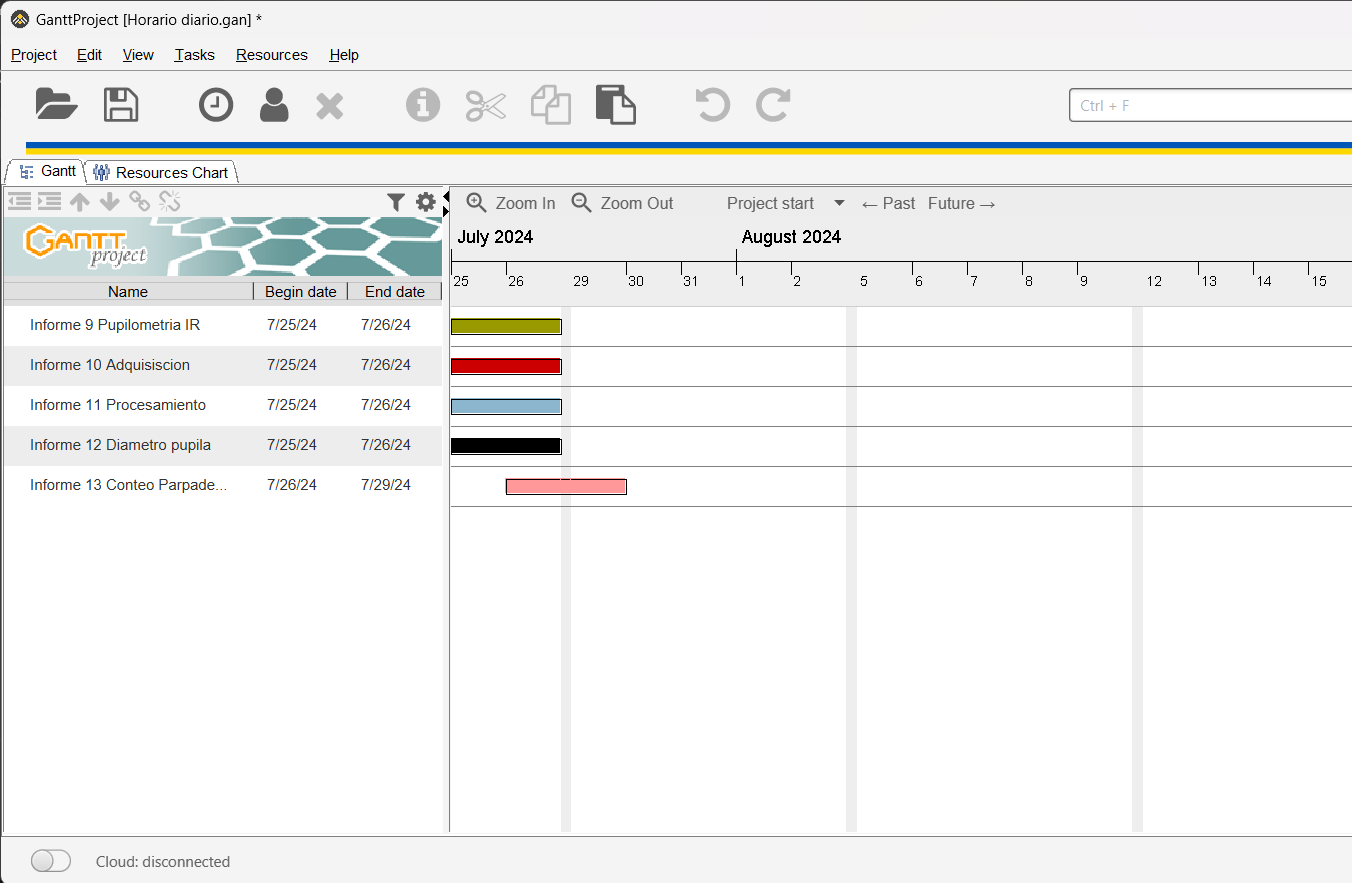 GanttProject [Horario diario.gan] *
Project Edit View Tasks Resources Help
Ctrl + F
Gantt Resources Chart
Zoom In Zoom Out Project start ← Past Future →
GANTT project
July 2024 August 2024
25 26 29 30 31 1 2 5 6 7 8 9 12 13 14 15
Name Begin date End date
Informe 9 Pupilometria IR 7/25/24 7/26/24
Informe 10 Adquisiscion 7/25/24 7/26/24
Informe 11 Procesamiento 7/25/24 7/26/24
Informe 12 Diametro pupila 7/25/24 7/26/24
Informe 13 Conteo Parpade... 7/26/24 7/29/24
Cloud: disconnected